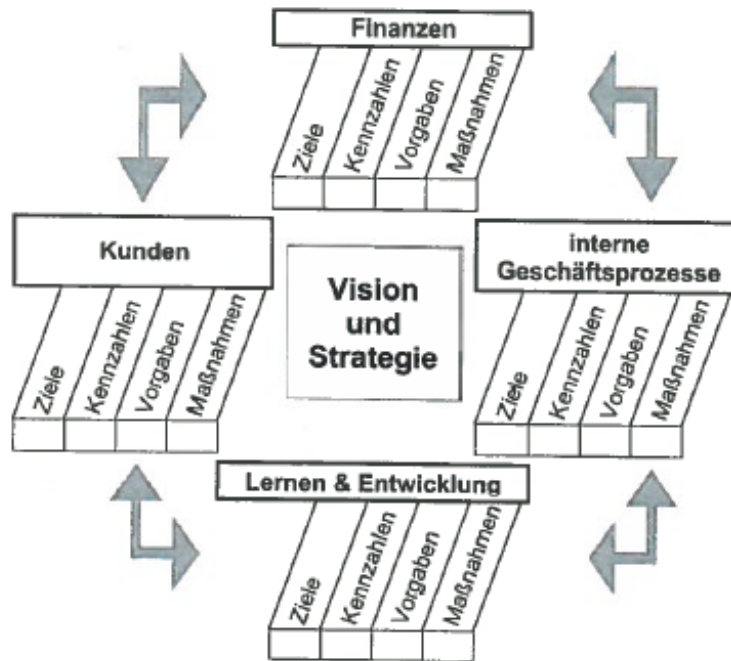 Finanzen
Ziele
Kennzahlen
Vorgaben
Maßnahmen
Kunden
Ziele
Kennzahlen
Vorgaben
Maßnahmen
Vision
und
Strategie
interne
Geschäftsprozesse
Ziele
Kennzahlen
Vorgaben
Maßnahmen
Lernen & Entwicklung
Ziele
Kennzahlen
Vorgaben
Maßnahmen